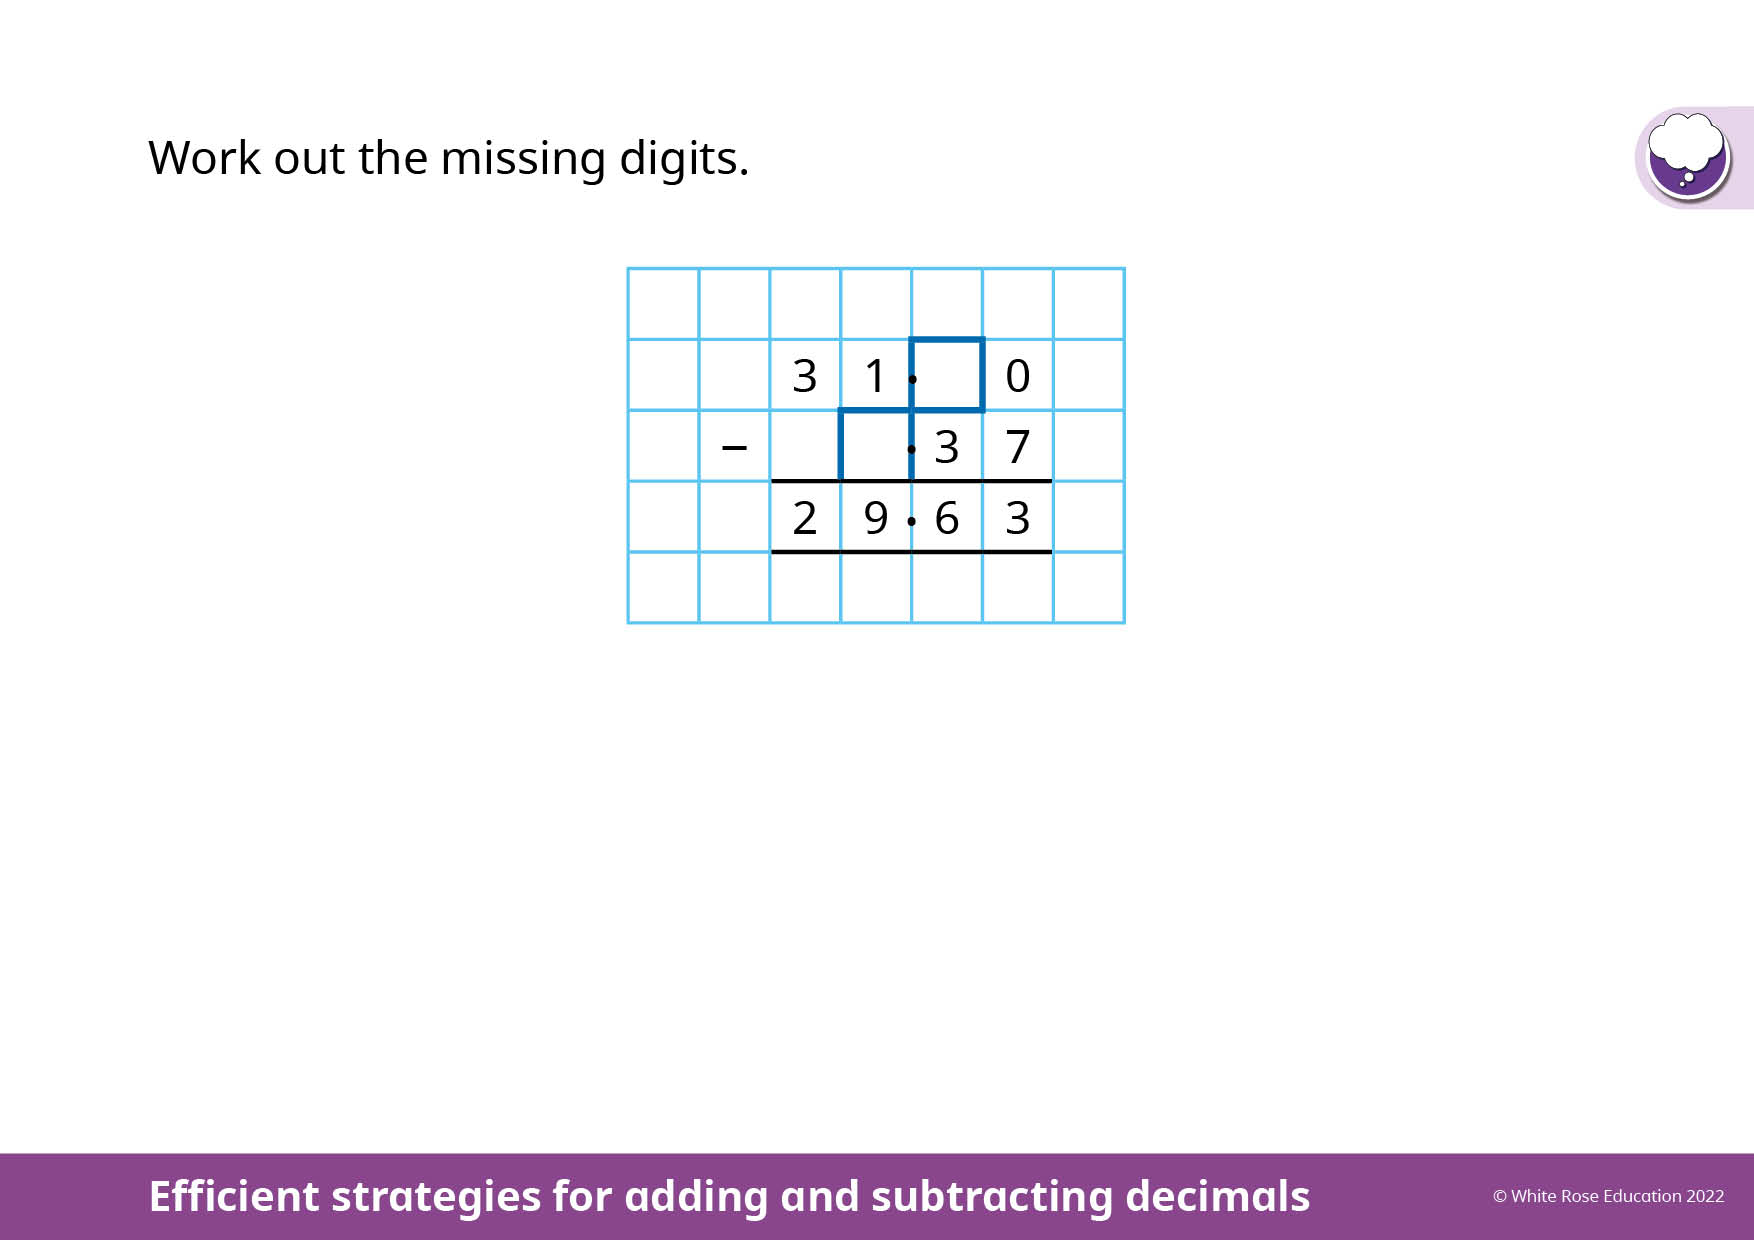 Work out the missing digits.
3 1 . 0
– . 3 7
2 9 . 6 3
Efficient strategies for adding and subtracting decimals
© White Rose Education 2022